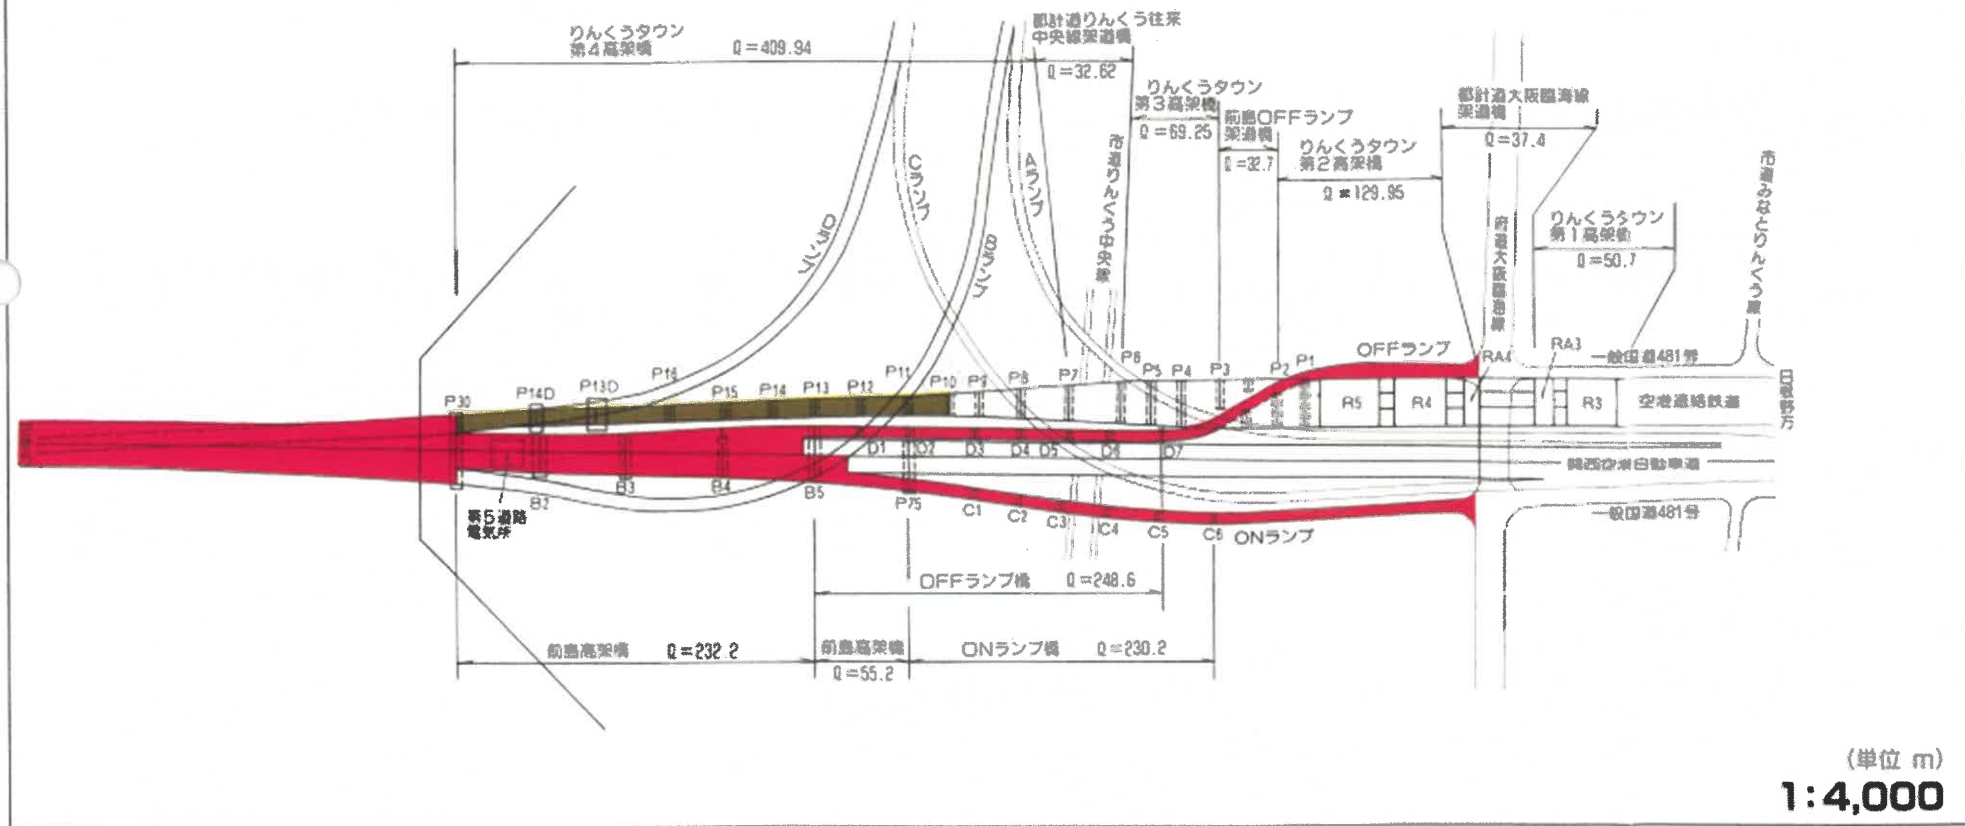 りんくうタウン
第4高架橋
ℓ=409.94
都計道りんくう往来
中央線架道橋
ℓ=32.62
りんくうタウン
第3高架橋
ℓ=69.25
前島OFFランプ
架道橋
ℓ=32.7
りんくうタウン
第2高架橋
ℓ=129.95
都計道大阪臨海線
架道橋
ℓ=37.4
りんくうタウン
第1高架橋
ℓ=50.7
市道みなとりんくう線
市道りんくう中央線
府道大阪臨海線
Cランプ
Aランプ
Dランプ
Bランプ
OFFランプ
RA4
RA3
一般国道481号
P30
P14D
P13D
P16
P15
P14
P13
P12
P11
P10
P9
P8
P7
P6
P5
P4
P3
P2
P1
R5
R4
R3
空港連絡鉄道
日根野方
D1
D2
D3
D4
D5
D6
D7
関西空港自動車道
第5道路
電気所
B2
B3
B4
B5
P75
C1
C2
C3
C4
C5
C6
ONランプ
一般国道481号
OFFランプ橋
ℓ=248.6
前島高架橋
ℓ=232.2
前島高架橋
ℓ=55.2
ONランプ橋
ℓ=230.2
(単位 m)
1:4,000